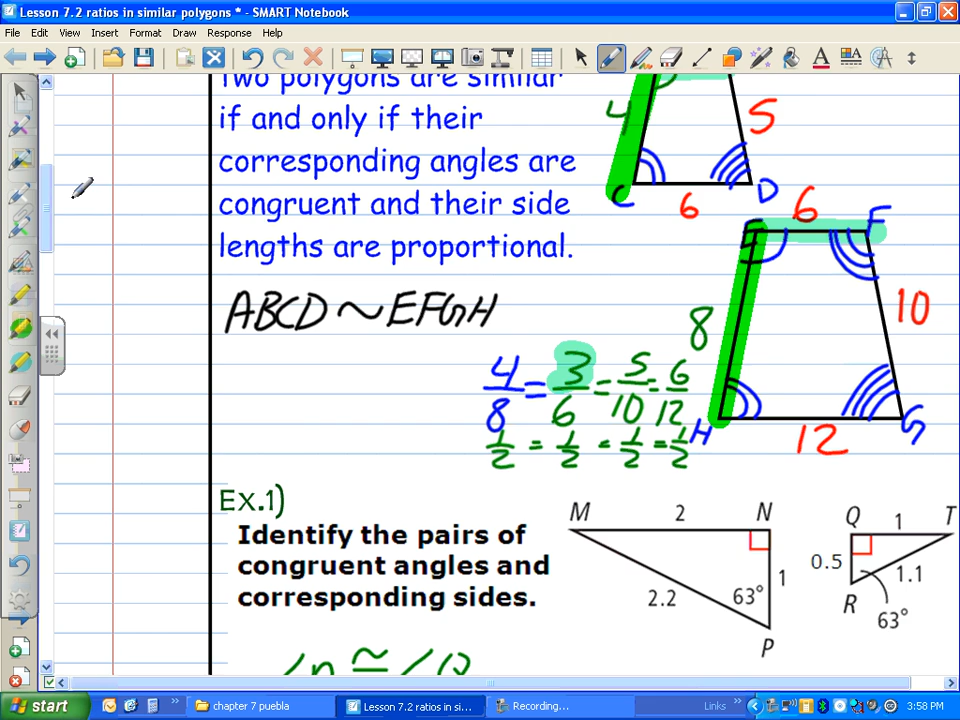 Lesson 7.2 ratios in similar polygons * - SMART Notebook
File Edit View Insert Format Draw Response Help
Two polygons are similar
if and only if their
corresponding angles are
congruent and their side
lengths are proportional.
4
5
C
6
D
6
F
8
10
H
12
G
ABCD ~ EFGH
4/8 = 3/6 = 5/10 = 6/12
1/2 = 1/2 = 1/2 = 1/2
Ex.1)
Identify the pairs of
congruent angles and
corresponding sides.
M 2 N
1
2.2
63°
P
Q 1 T
0.5
1.1
R
63°
start
chapter 7 puebla
Lesson 7.2 ratios in si...
Recording...
Links
3:58 PM